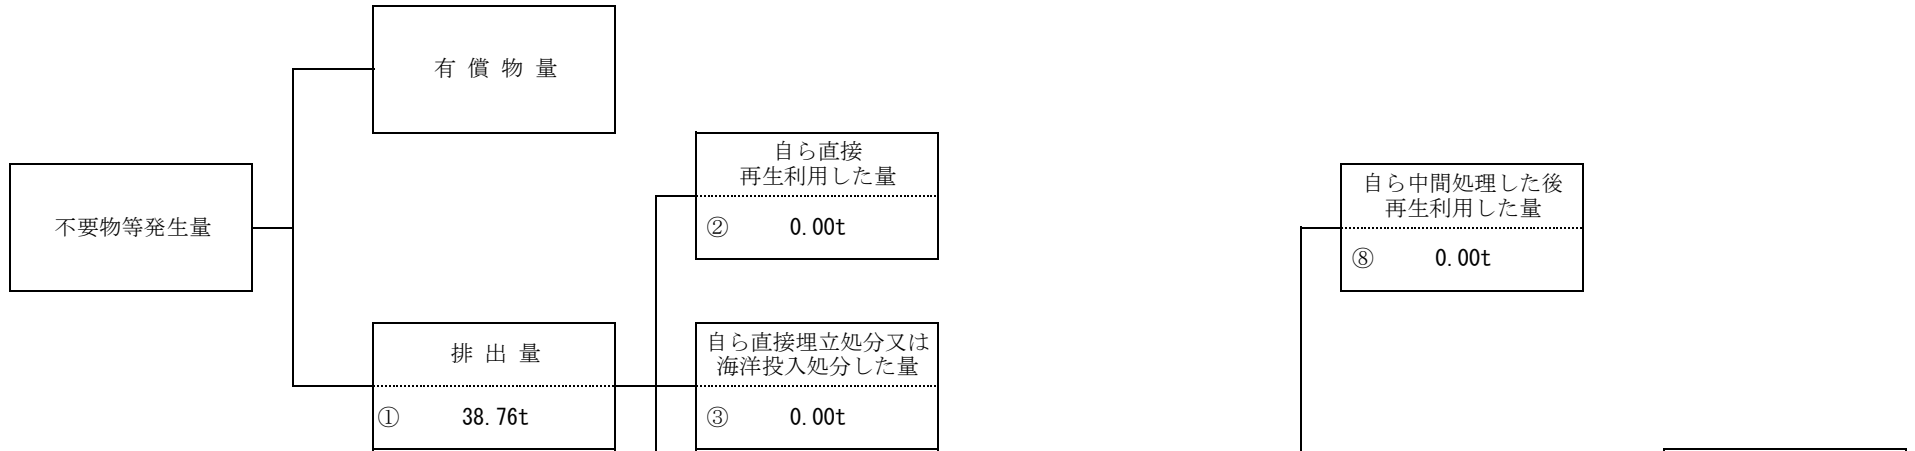 有 償 物 量
自ら直接
再生利用した量
② 0.00t
自ら中間処理した後
再生利用した量
⑧ 0.00t
不要物等発生量
排 出 量
① 38.76t
自ら直接埋立処分又は
海洋投入処分した量
③ 0.00t